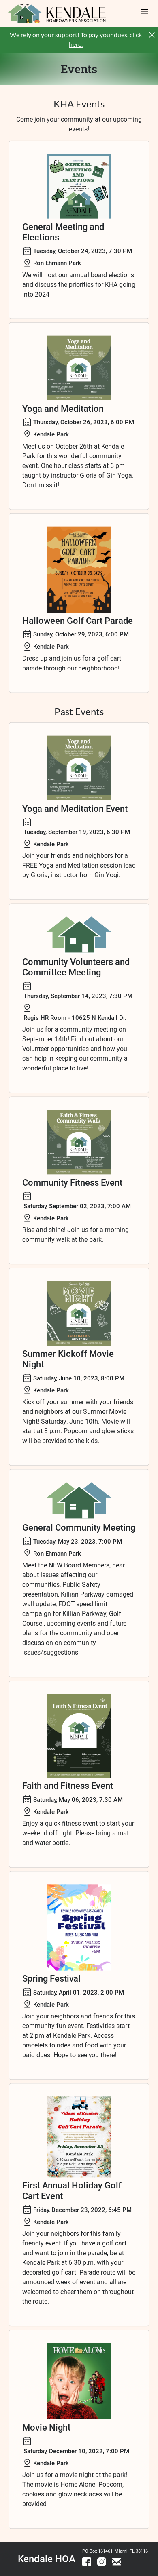 KENDALE
HOMEOWNERS ASSOCIATION
We rely on your support! To pay your dues, click
here.
Events
KHA Events
Come join your community at our upcoming
events!
GENERAL
MEETING AND
ELECTIONS
General Meeting and
Elections
Tuesday, October 24, 2023, 7:30 PM
Ron Ehmann Park
We will host our annual board elections
and discuss the priorities for KHA going
into 2024
Yoga and
Meditation
Yoga and Meditation
Thursday, October 26, 2023, 6:00 PM
Kendale Park
Meet us on October 26th at Kendale
Park for this wonderful community
event. One hour class starts at 6 pm
taught by instructor Gloria of Gin Yoga.
Don't miss it!
HALLOWEEN
GOLF CART
PARADE
SUNDAY, OCTOBER 29TH
Halloween Golf Cart Parade
Sunday, October 29, 2023, 6:00 PM
Kendale Park
Dress up and join us for a golf cart
parade through our neighborhood!
Past Events
Yoga and
Meditation
Yoga and Meditation Event
Tuesday, September 19, 2023, 6:30 PM
Kendale Park
Join your friends and neighbors for a
FREE Yoga and Meditation session lead
by Gloria, instructor from Gin Yogi.
Community Volunteers and
Committee Meeting
Thursday, September 14, 2023, 7:30 PM
Regis HR Room - 10625 N Kendall Dr.
Join us for a community meeting on
September 14th! Find out about our
Volunteer opportunities and how you
can help in keeping our community a
wonderful place to live!
Faith & Fitness
Community Walk
Community Fitness Event
Saturday, September 02, 2023, 7:00 AM
Kendale Park
Rise and shine! Join us for a morning
community walk at the park.
MOVIE
NIGHT
Summer Kickoff Movie
Night
Saturday, June 10, 2023, 8:00 PM
Kendale Park
Kick off your summer with your friends
and neighbors at our Summer Movie
Night! Saturday, June 10th. Movie will
start at 8 p.m. Popcorn and glow sticks
will be provided to the kids.
General Community Meeting
Tuesday, May 23, 2023, 7:00 PM
Ron Ehmann Park
Meet the NEW Board Members, hear
about issues affecting our
communities, Public Safety
presentation, Killian Parkway damaged
wall update, FDOT speed limit
campaign for Killian Parkway, Golf
Course , upcoming events and future
plans for the community and open
discussion on community
issues/suggestions.
Faith & Fitness Event
Faith and Fitness Event
Saturday, May 06, 2023, 7:30 AM
Kendale Park
Enjoy a quick fitness event to start your
weekend off right! Please bring a mat
and water bottle.
Spring
Festival
RIDES, MUSIC AND FUN
Spring Festival
Saturday, April 01, 2023, 2:00 PM
Kendale Park
Join your neighbors and friends for this
community fun event. Festivities start
at 2 pm at Kendale Park. Access
bracelets to rides and food with your
paid dues. Hope to see you there!
Village of Kendale
Holiday
Golf Cart Parade
Friday, December 23
Kendale Park
First Annual Holiday Golf
Cart Event
Friday, December 23, 2022, 6:45 PM
Kendale Park
Join your neighbors for this family
friendly event. If you have a golf cart
and want to join in the parade, be at
Kendale Park at 6:30 p.m. with your
decorated golf cart. Parade route will be
announced week of event and and will
be welcomed to cheer them on throughout
the route.
HOME ALONE
Movie Night
Saturday, December 10, 2022, 7:00 PM
Kendale Park
Join us for a movie night at the park!
The movie is Home Alone. Popcorn,
cookies and glow necklaces will be
provided
Kendale HOA
PO Box 161461, Miami, FL 33116